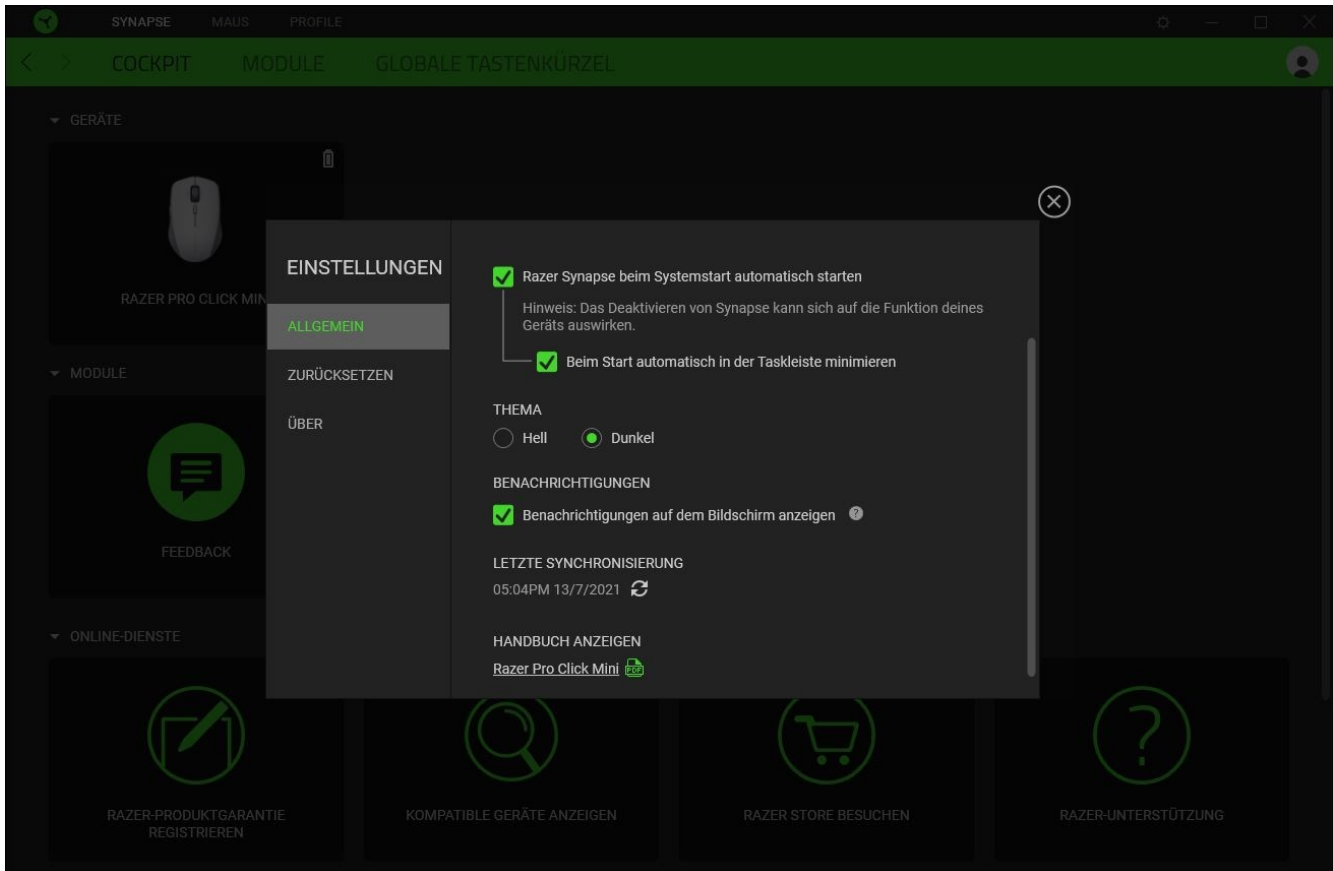 SYNAPSE MAUS PROFILE
COCKPIT MODULE GLOBALE TASTENKÜRZEL
GERÄTE
RAZER PRO CLICK MIN
MODULE
FEEDBACK
ONLINE-DIENSTE
RAZER-PRODUKTGARANTIE
REGISTRIEREN
KOMPATIBLE GERÄTE ANZEIGEN
RAZER STORE BESUCHEN
RAZER-UNTERSTÜTZUNG
EINSTELLUNGEN
ALLGEMEIN
ZURÜCKSETZEN
ÜBER
Razer Synapse beim Systemstart automatisch starten
Hinweis: Das Deaktivieren von Synapse kann sich auf die Funktion deines
Geräts auswirken.
Beim Start automatisch in der Taskleiste minimieren
THEMA
Hell Dunkel
BENACHRICHTIGUNGEN
Benachrichtigungen auf dem Bildschirm anzeigen ?
LETZTE SYNCHRONISIERUNG
05:04PM 13/7/2021
HANDBUCH ANZEIGEN
Razer Pro Click Mini PDF